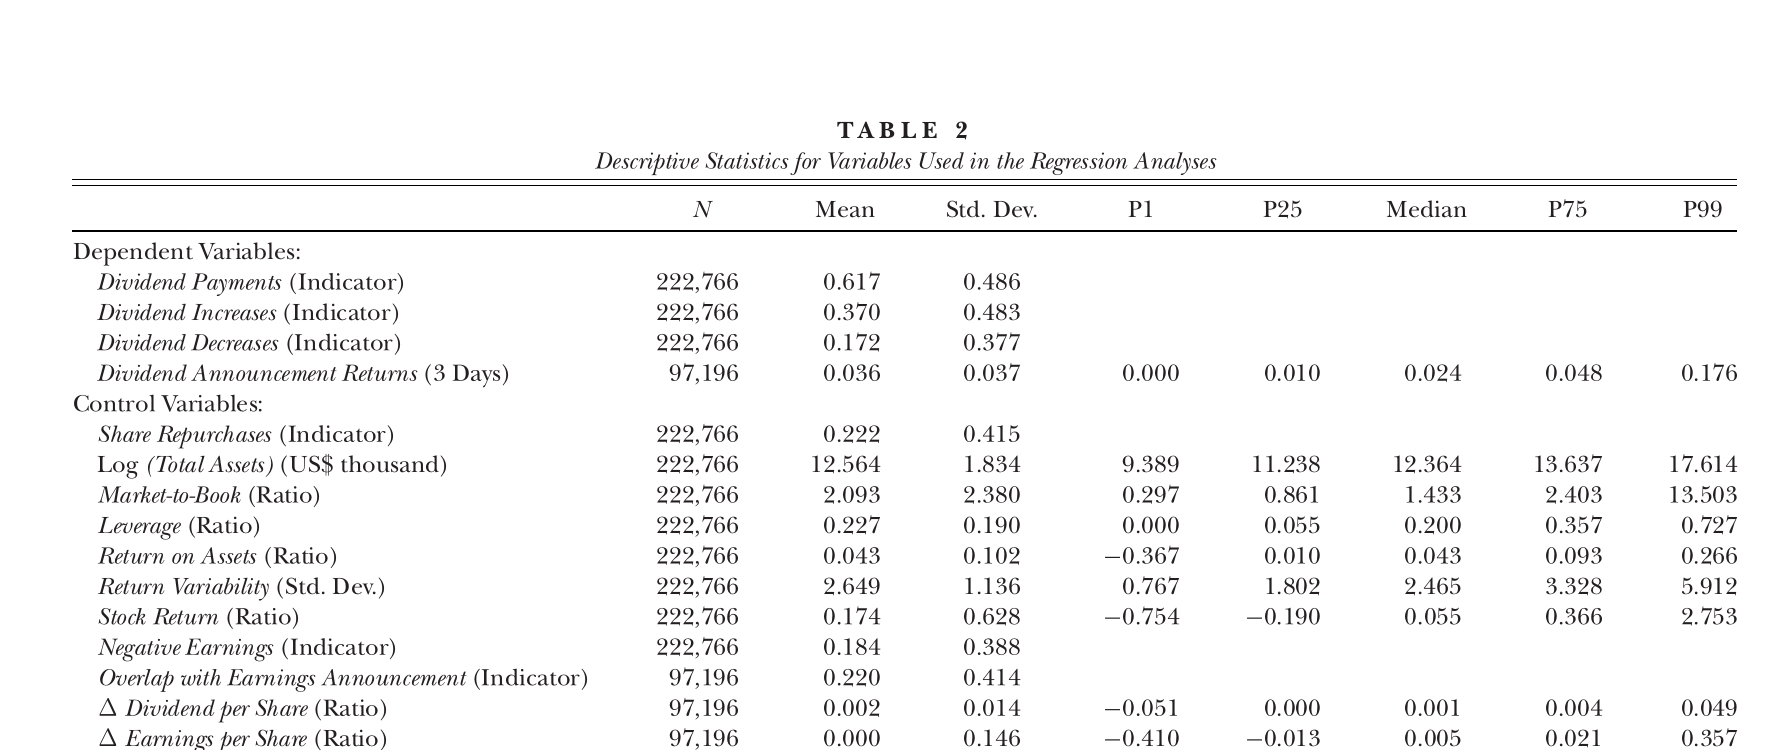 TABLE 2
Descriptive Statistics for Variables Used in the Regression Analyses
N Mean Std. Dev. P1 P25 Median P75 P99
Dependent Variables:
Dividend Payments (Indicator) 222,766 0.617 0.486
Dividend Increases (Indicator) 222,766 0.370 0.483
Dividend Decreases (Indicator) 222,766 0.172 0.377
Dividend Announcement Returns (3 Days) 97,196 0.036 0.037 0.000 0.010 0.024 0.048 0.176
Control Variables:
Share Repurchases (Indicator) 222,766 0.222 0.415
Log (Total Assets) (US$ thousand) 222,766 12.564 1.834 9.389 11.238 12.364 13.637 17.614
Market-to-Book (Ratio) 222,766 2.093 2.380 0.297 0.861 1.433 2.403 13.503
Leverage (Ratio) 222,766 0.227 0.190 0.000 0.055 0.200 0.357 0.727
Return on Assets (Ratio) 222,766 0.043 0.102 −0.367 0.010 0.043 0.093 0.266
Return Variability (Std. Dev.) 222,766 2.649 1.136 0.767 1.802 2.465 3.328 5.912
Stock Return (Ratio) 222,766 0.174 0.628 −0.754 −0.190 0.055 0.366 2.753
Negative Earnings (Indicator) 222,766 0.184 0.388
Overlap with Earnings Announcement (Indicator) 97,196 0.220 0.414
Δ Dividend per Share (Ratio) 97,196 0.002 0.014 −0.051 0.000 0.001 0.004 0.049
Δ Earnings per Share (Ratio) 97,196 0.000 0.146 −0.410 −0.013 0.005 0.021 0.357